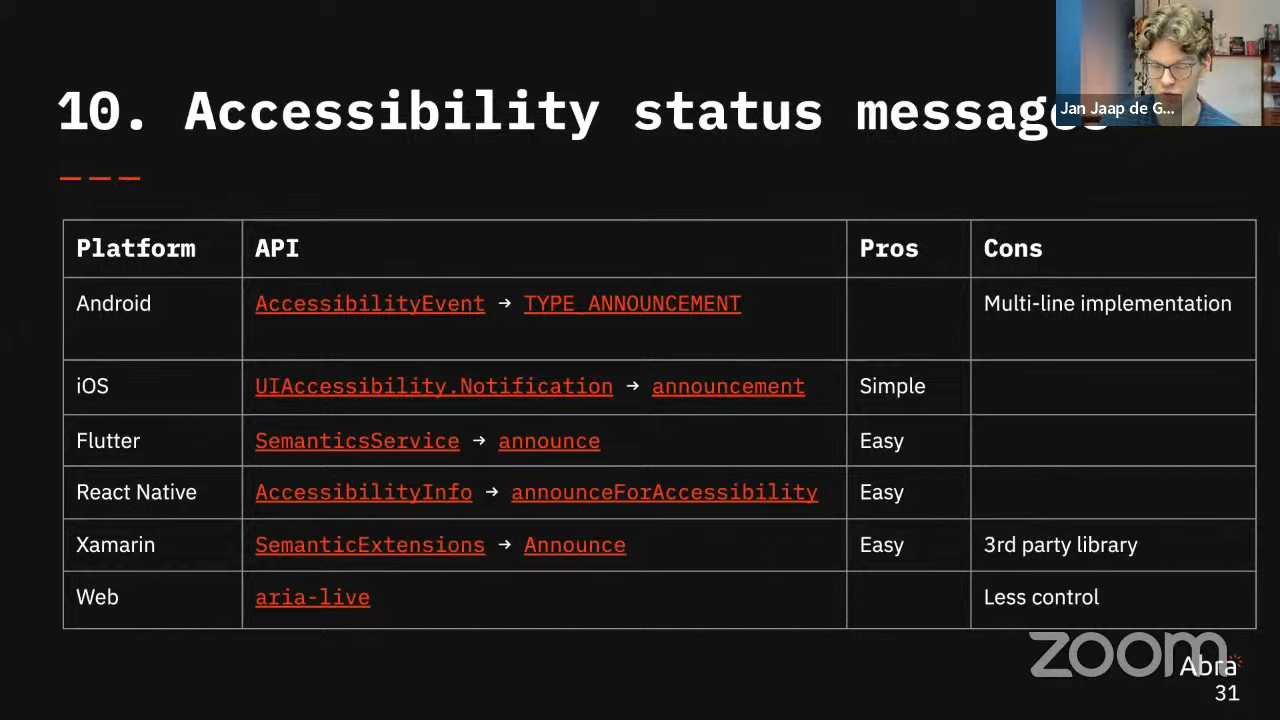 10. Accessibility status messages
Jan Jaap de G...
Platform API Pros Cons
Android AccessibilityEvent → TYPE_ANNOUNCEMENT Multi-line implementation
iOS UIAccessibility.Notification → announcement Simple
Flutter SemanticsService → announce Easy
React Native AccessibilityInfo → announceForAccessibility Easy
Xamarin SemanticExtensions → Announce Easy 3rd party library
Web aria-live Less control
zoom
Abra
31